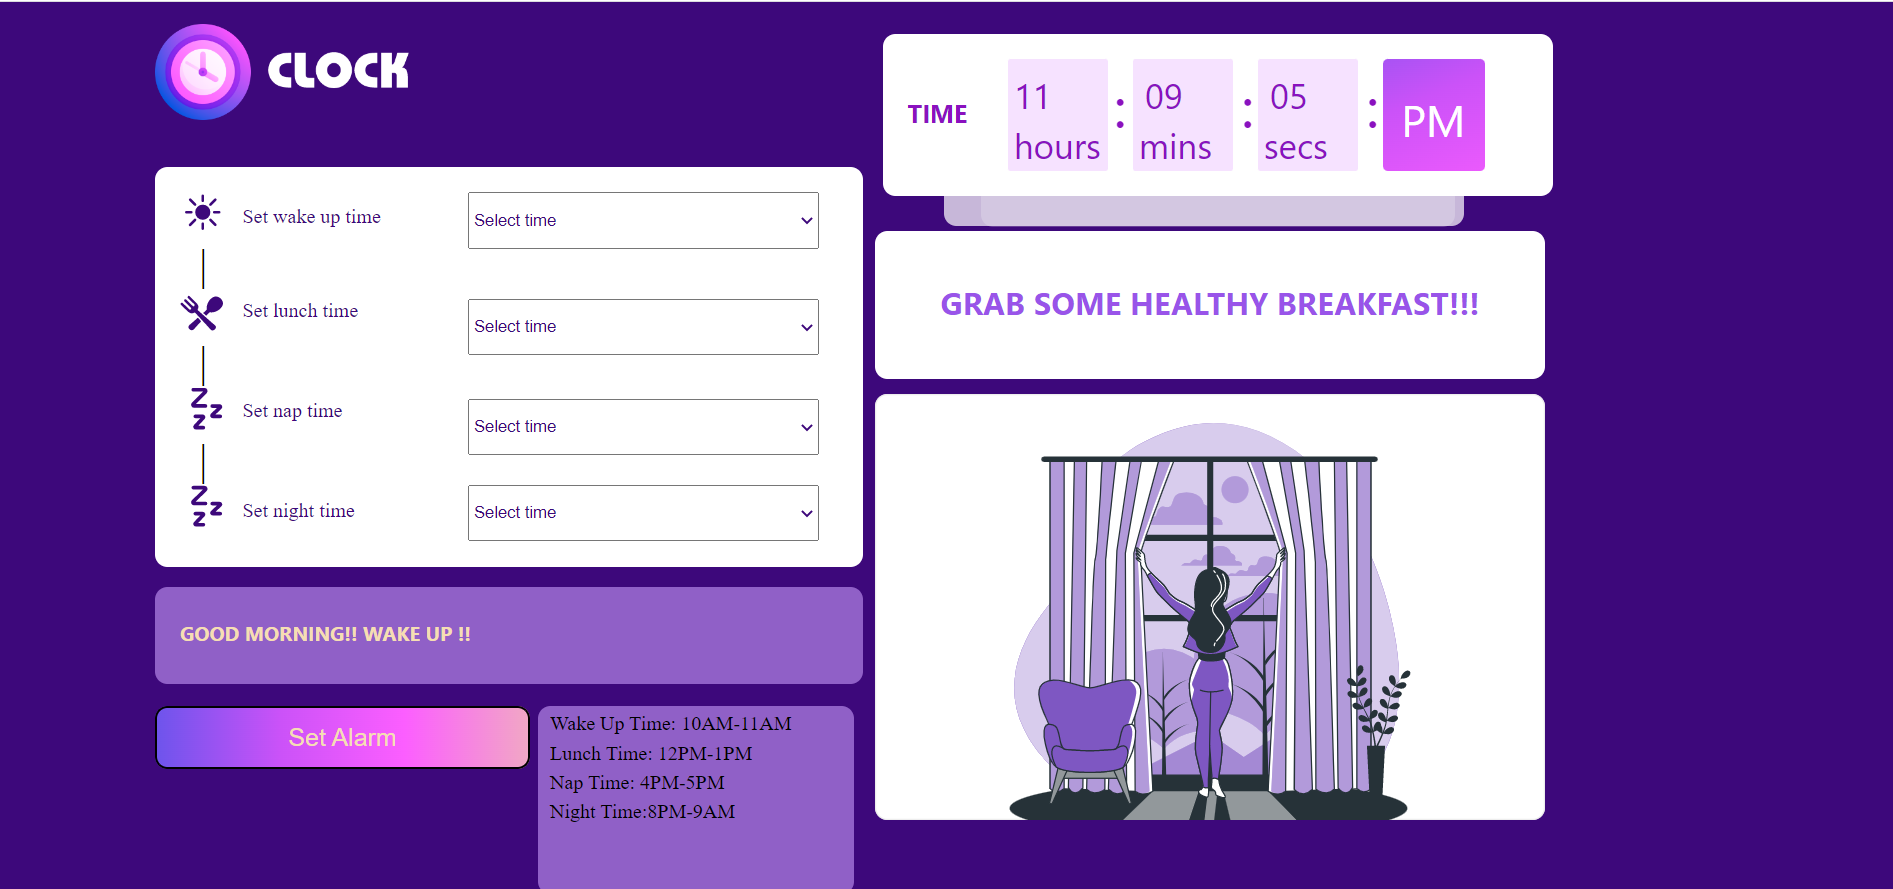 CLOCK
TIME
11 : 09 : 05 : PM
hours mins secs
Set wake up time
Select time
Set lunch time
Select time
Set nap time
Select time
Set night time
Select time
GRAB SOME HEALTHY BREAKFAST!!!
GOOD MORNING!! WAKE UP !!
Set Alarm
Wake Up Time: 10AM-11AM
Lunch Time: 12PM-1PM
Nap Time: 4PM-5PM
Night Time:8PM-9AM